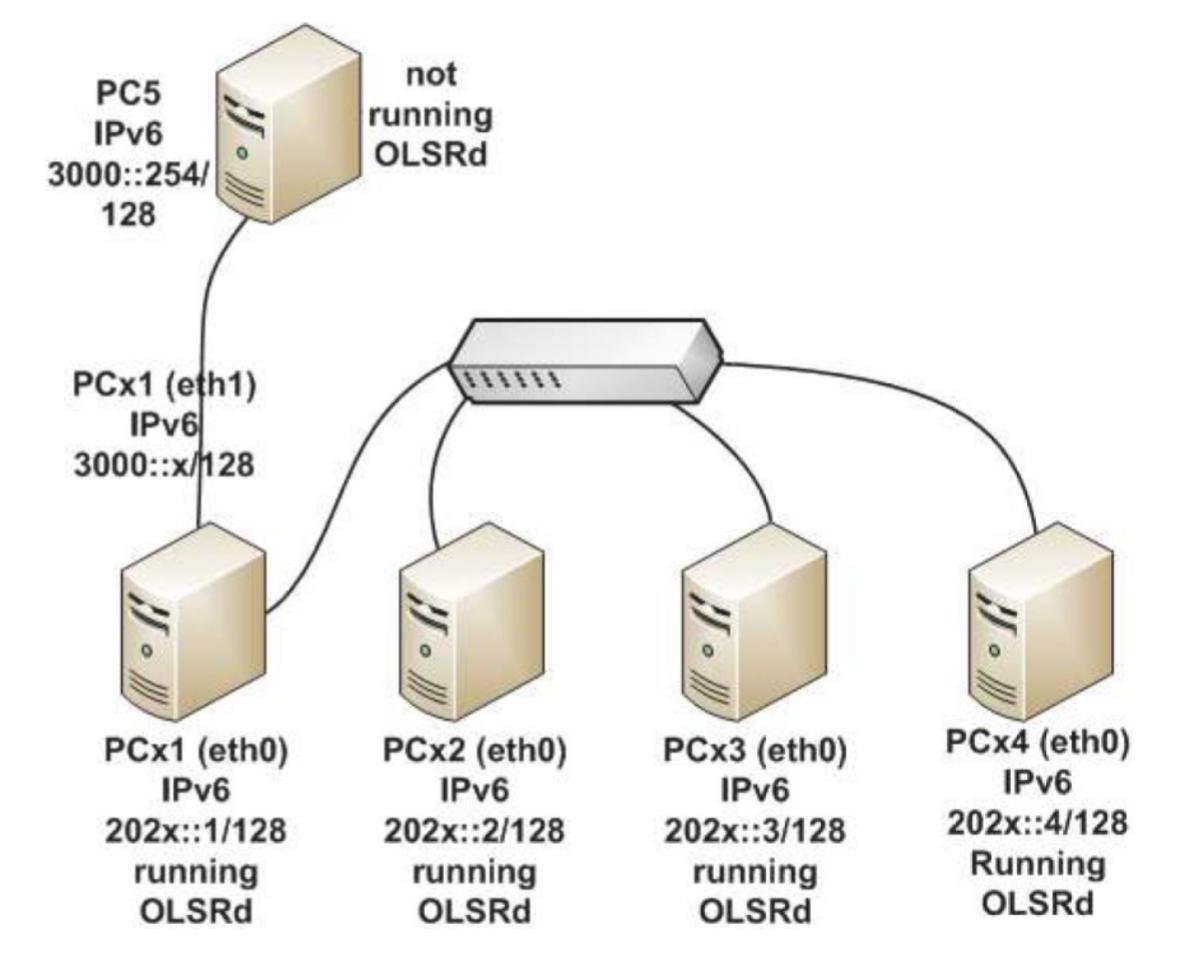 PC5
IPv6
3000::254/
128
not
running
OLSRd
PCx1 (eth1)
IPv6
3000::x/128
PCx1 (eth0)
IPv6
202x::1/128
running
OLSRd
PCx2 (eth0)
IPv6
202x::2/128
running
OLSRd
PCx3 (eth0)
IPv6
202x::3/128
running
OLSRd
PCx4 (eth0)
IPv6
202x::4/128
Running
OLSRd